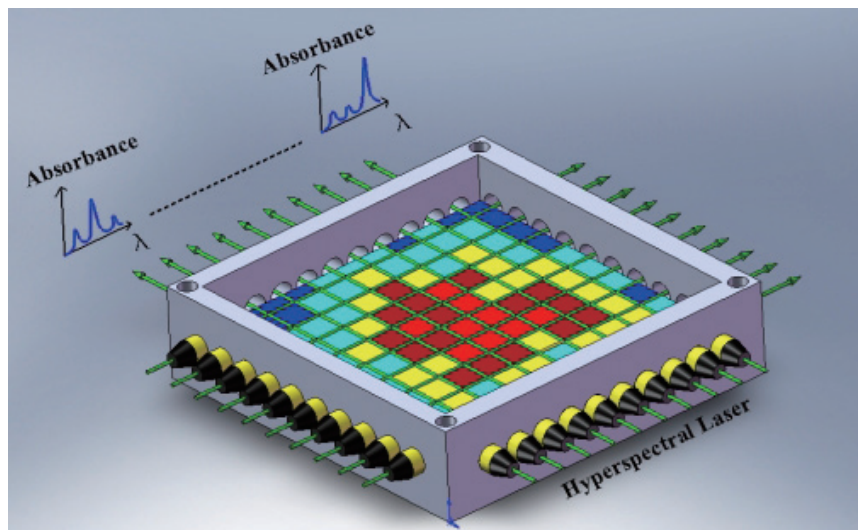 Absorbance
λ
Absorbance
λ
Hyperspectral Laser